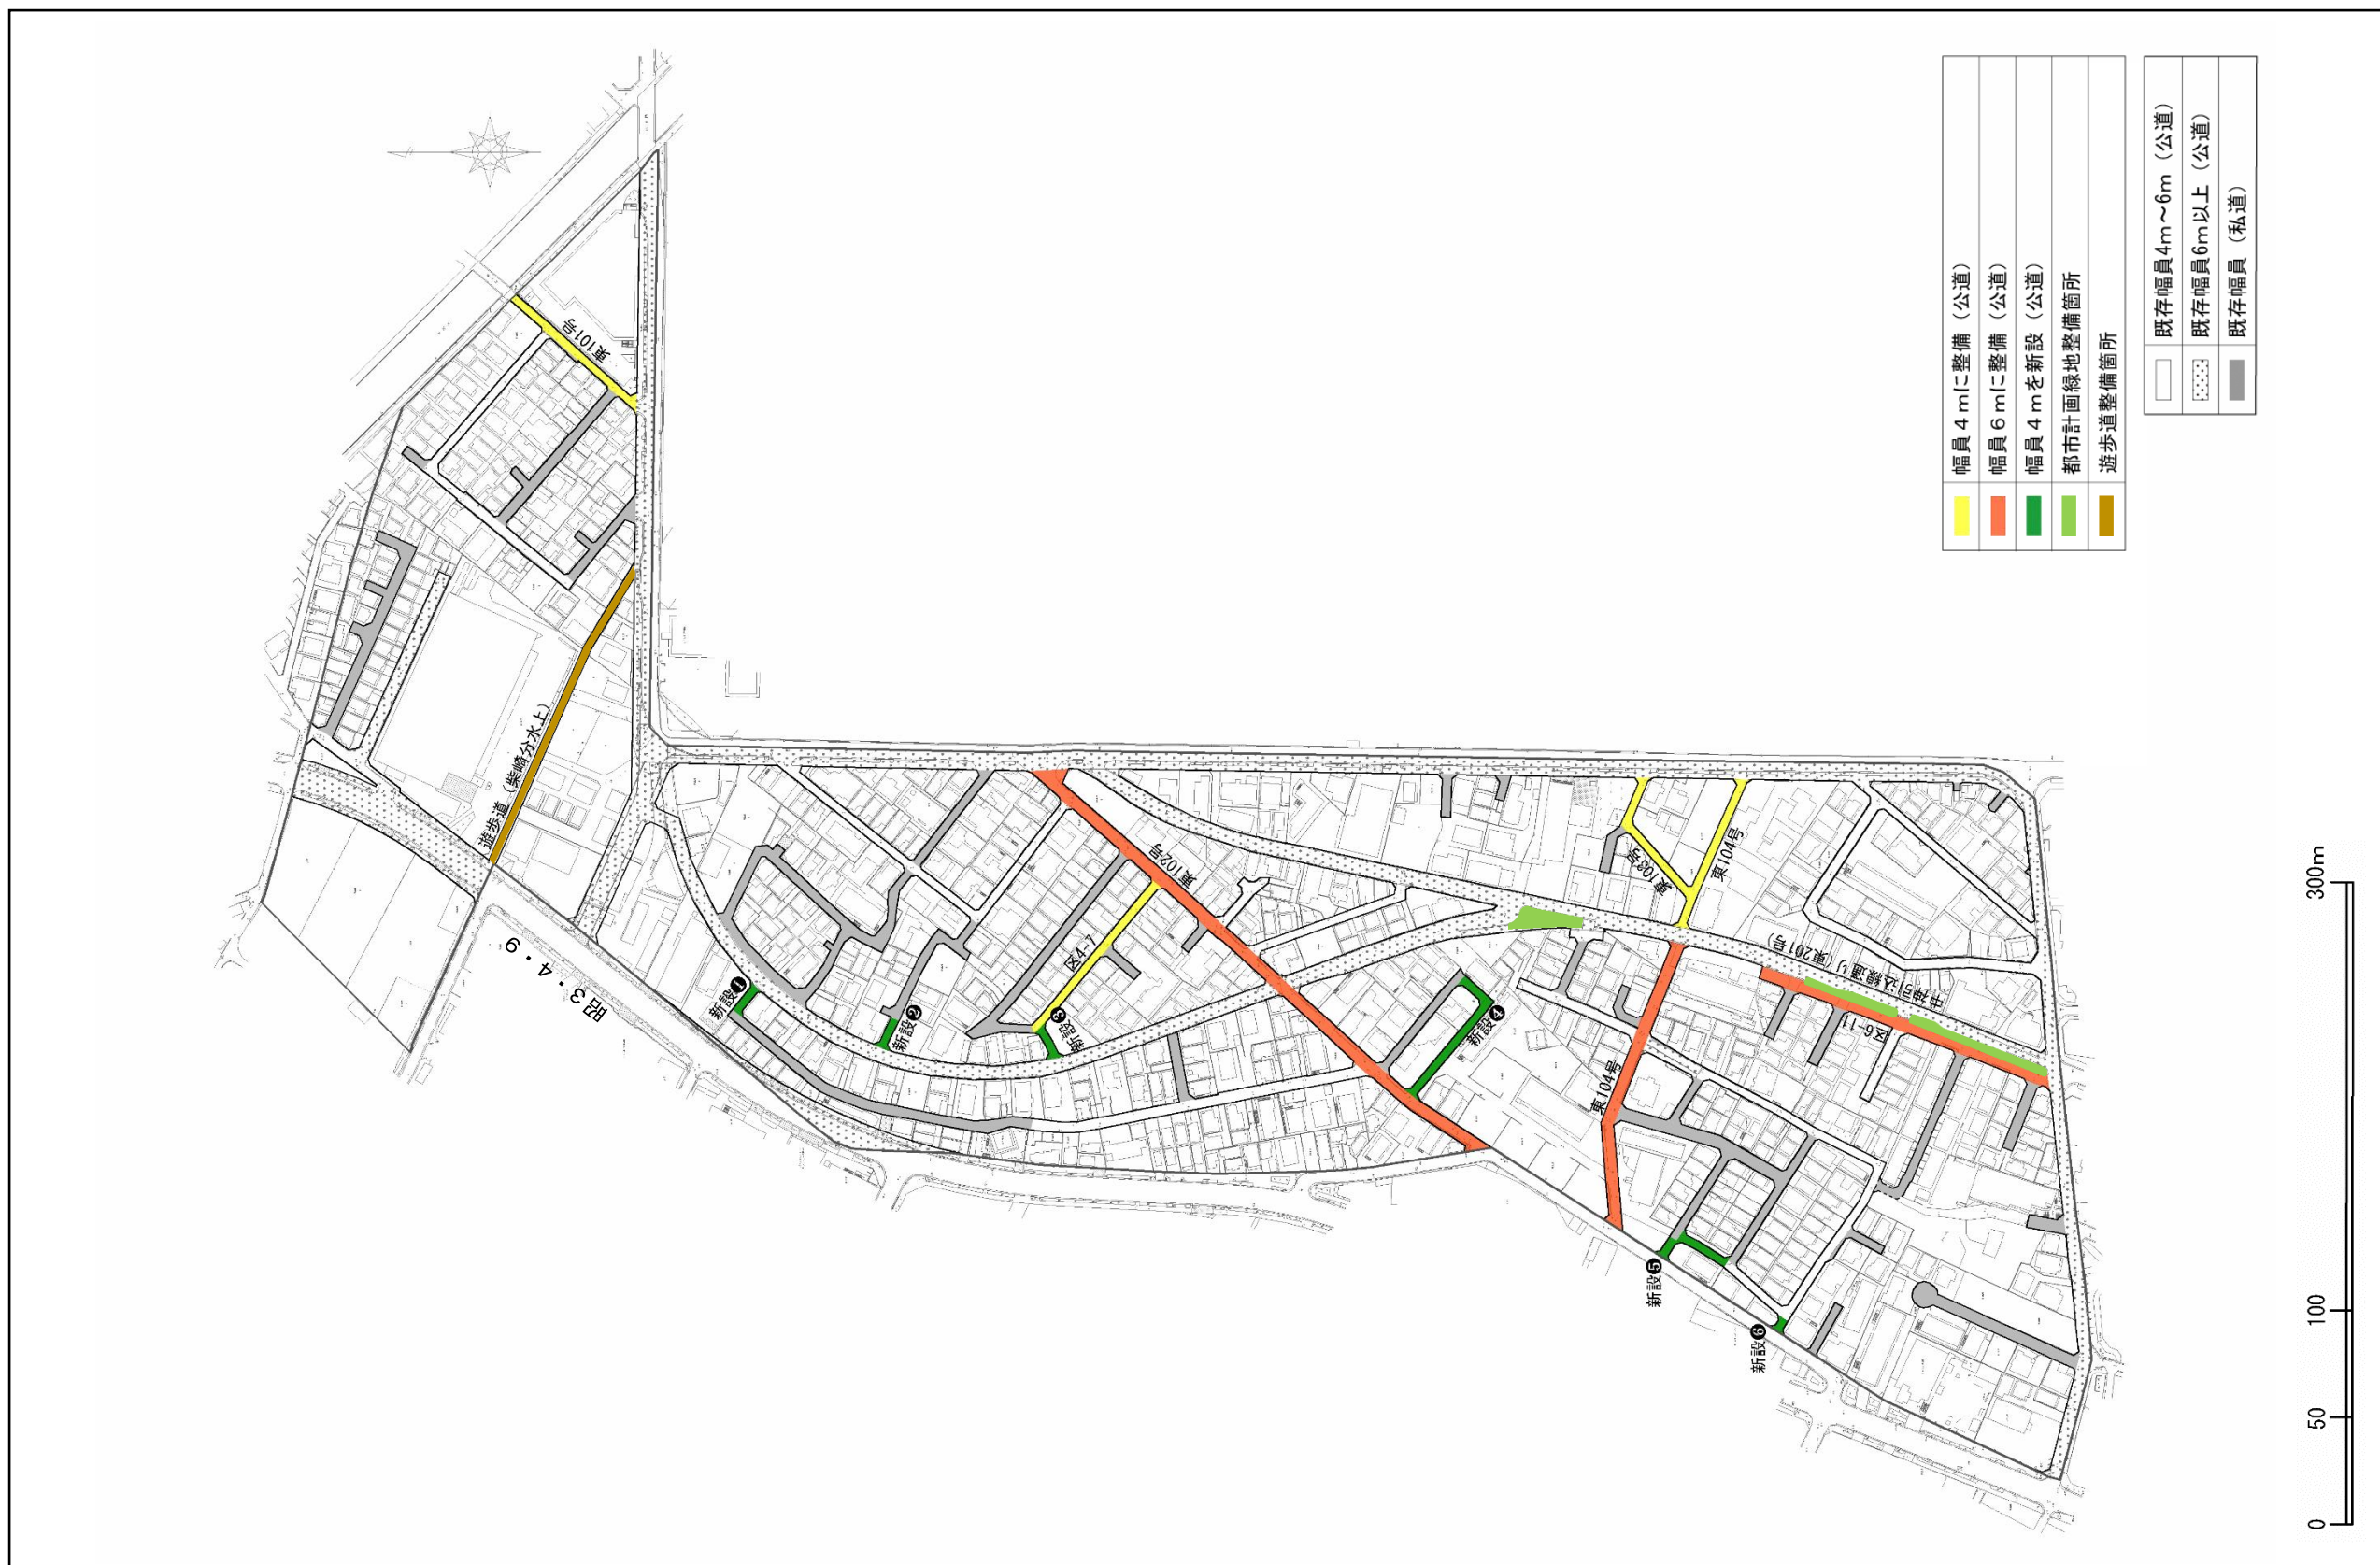 幅員４ｍに整備（公道）
幅員６ｍに整備（公道）
幅員４ｍを新設（公道）
都市計画緑地整備箇所
遊歩道整備箇所
既存幅員4m～6m（公道）
既存幅員6m以上（公道）
既存幅員（私道）
東101号
遊歩道（柴崎分水上）
昭３・４・９
新設❶
新設❷
新設❸
区4-7
東102号
新設❹
東103号
東104号
中神引込線通り（東201号）
区6-11
東104号
新設❺
新設❻
0
50
100
300m